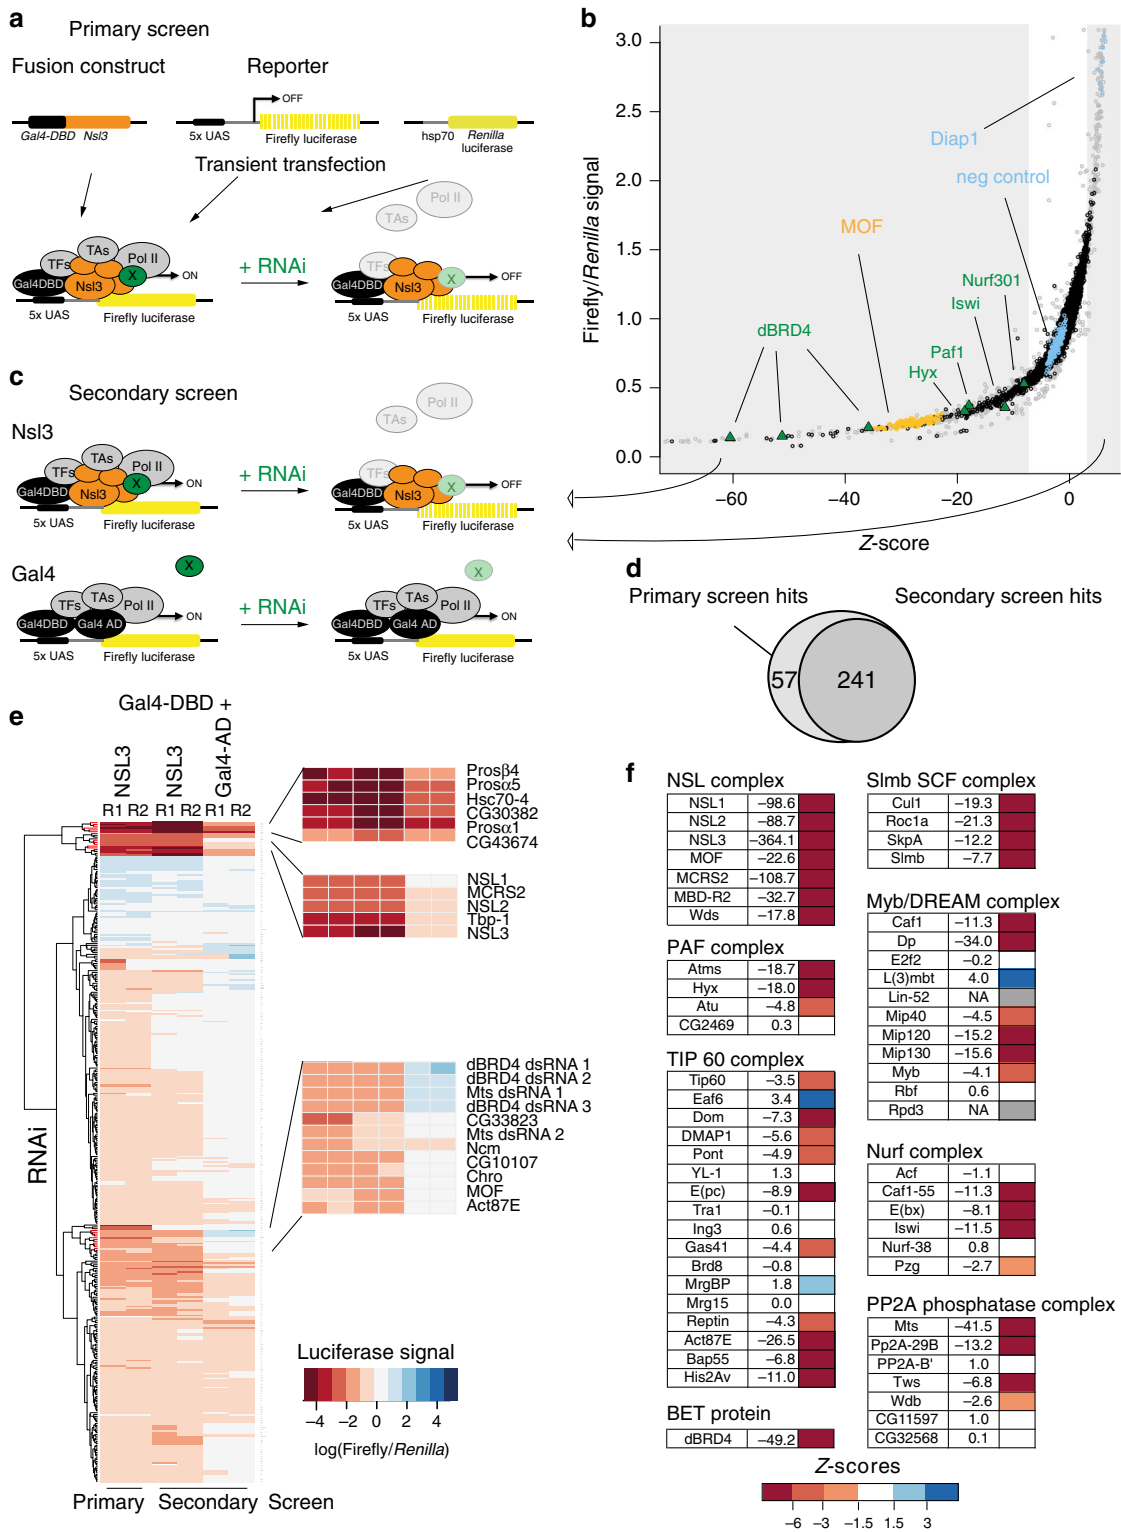 a
Primary screen
Fusion construct
Reporter
OFF
Gal4-DBD Nsl3
5x UAS
Firefly luciferase
hsp70
Renilla
luciferase
Transient transfection
TAs
Pol II
TFs
TAs
Pol II
Gal4DBD
Nsl3
X
ON
5x UAS
Firefly luciferase
+ RNAi
TFs
Gal4DBD
Nsl3
X
OFF
5x UAS
Firefly luciferase
b
Firefly/Renilla signal
3.0
2.5
2.0
1.5
1.0
0.5
0.0
Diap1
neg control
MOF
Nurf301
Iswi
dBRD4
Paf1
Hyx
−60
−40
−20
0
Z-score
c
Secondary screen
Nsl3
TAs
Pol II
TFs
TAs
Pol II
Gal4DBD
Nsl3
X
ON
5x UAS
Firefly luciferase
+ RNAi
TFs
Gal4DBD
Nsl3
X
OFF
5x UAS
Firefly luciferase
Gal4
X
X
TFs
TAs
Pol II
Gal4DBD
Gal4 AD
ON
5x UAS
Firefly luciferase
+ RNAi
TFs
TAs
Pol II
Gal4DBD
Gal4 AD
ON
5x UAS
Firefly luciferase
d
Primary screen hits
Secondary screen hits
57
241
e
Gal4-DBD +
NSL3
NSL3
Gal4-AD
R1 R2 R1 R2 R1 R2
RNAi
Prosβ4
Prosα5
Hsc70-4
CG30382
Prosα1
CG43674
NSL1
MCRS2
NSL2
Tbp-1
NSL3
dBRD4 dsRNA 1
dBRD4 dsRNA 2
Mts dsRNA 1
dBRD4 dsRNA 3
CG33823
Mts dsRNA 2
Ncm
CG10107
Chro
MOF
Act87E
Luciferase signal
−4 −2 0 2 4
log(Firefly/Renilla)
Primary Secondary Screen
f
NSL complex
NSL1 −98.6
NSL2 −88.7
NSL3 −364.1
MOF −22.6
MCRS2 −108.7
MBD-R2 −32.7
Wds −17.8
PAF complex
Atms −18.7
Hyx −18.0
Atu −4.8
CG2469 0.3
TIP 60 complex
Tip60 −3.5
Eaf6 3.4
Dom −7.3
DMAP1 −5.6
Pont −4.9
YL-1 1.3
E(pc) −8.9
Tra1 −0.1
Ing3 0.6
Gas41 −4.4
Brd8 −0.8
MrgBP 1.8
Mrg15 0.0
Reptin −4.3
Act87E −26.5
Bap55 −6.8
His2Av −11.0
BET protein
dBRD4 −49.2
Slmb SCF complex
Cul1 −19.3
Roc1a −21.3
SkpA −12.2
Slmb −7.7
Myb/DREAM complex
Caf1 −11.3
Dp −34.0
E2f2 −0.2
L(3)mbt 4.0
Lin-52 NA
Mip40 −4.5
Mip120 −15.2
Mip130 −15.6
Myb −4.1
Rbf 0.6
Rpd3 NA
Nurf complex
Acf −1.1
Caf1-55 −11.3
E(bx) −8.1
Iswi −11.5
Nurf-38 0.8
Pzg −2.7
PP2A phosphatase complex
Mts −41.5
Pp2A-29B −13.2
PP2A-B' 1.0
Tws −6.8
Wdb −2.6
CG11597 1.0
CG32568 0.1
Z-scores
−6 −3 −1.5 1.5 3